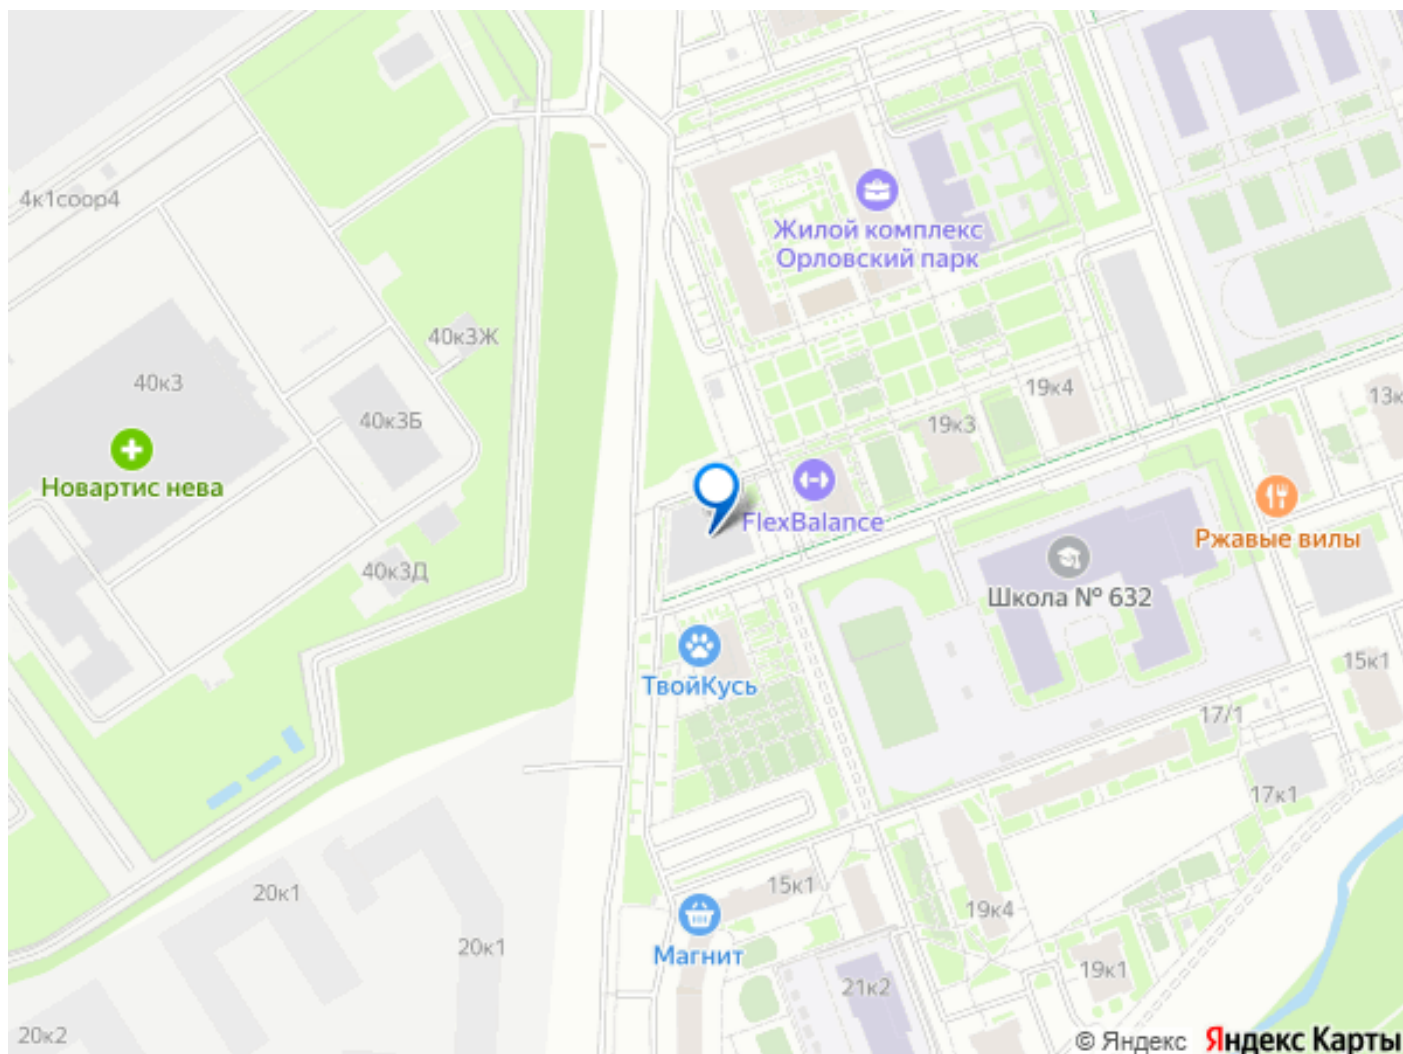 4к1соор4
Жилой комплекс
Орловский парк
40к3Ж
40к3
40к3Б
19к4
13к
19к3
Новартис нева
FlexBalance
Ржавые вилы
40к3Д
Школа № 632
ТвойКусь
15к1
17/1
17к1
15к1
20к1
19к4
20к1
Магнит
19к1
21к2
20к2
© Яндекс Яндекс Карты